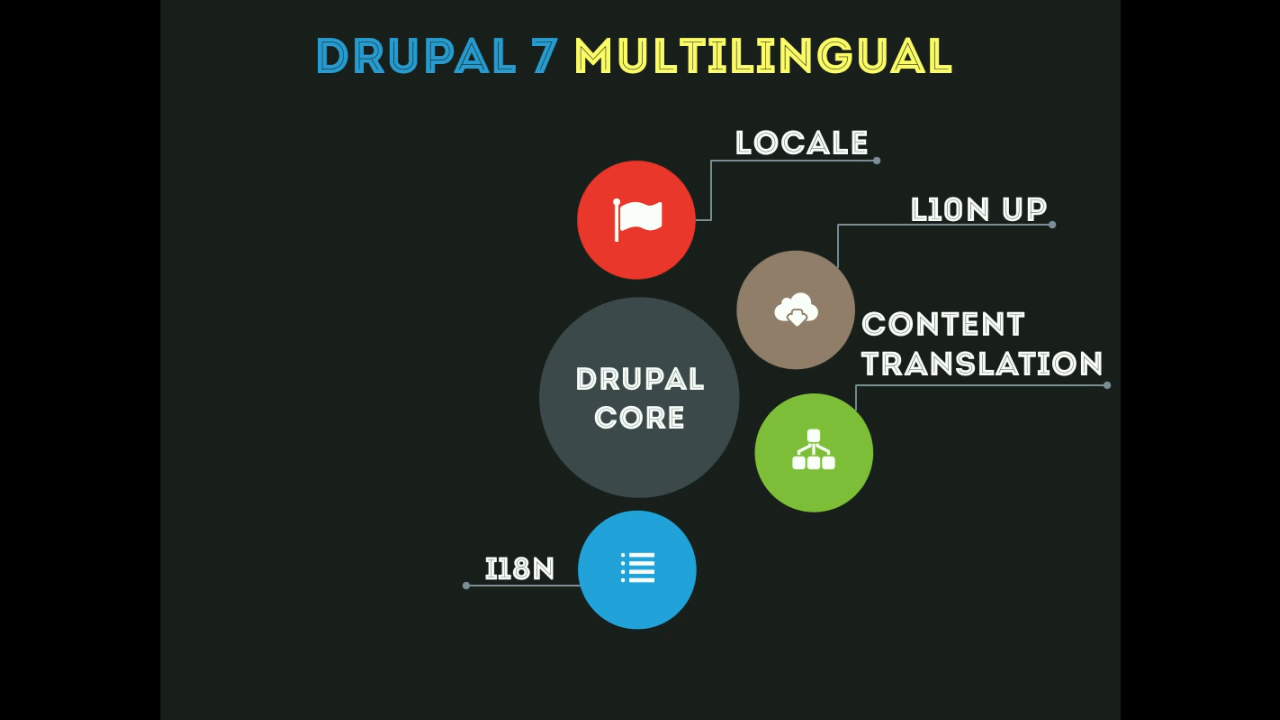 DRUPAL 7 MULTILINGUAL
LOCALE
L10N UP
CONTENT
TRANSLATION
DRUPAL
CORE
I18N